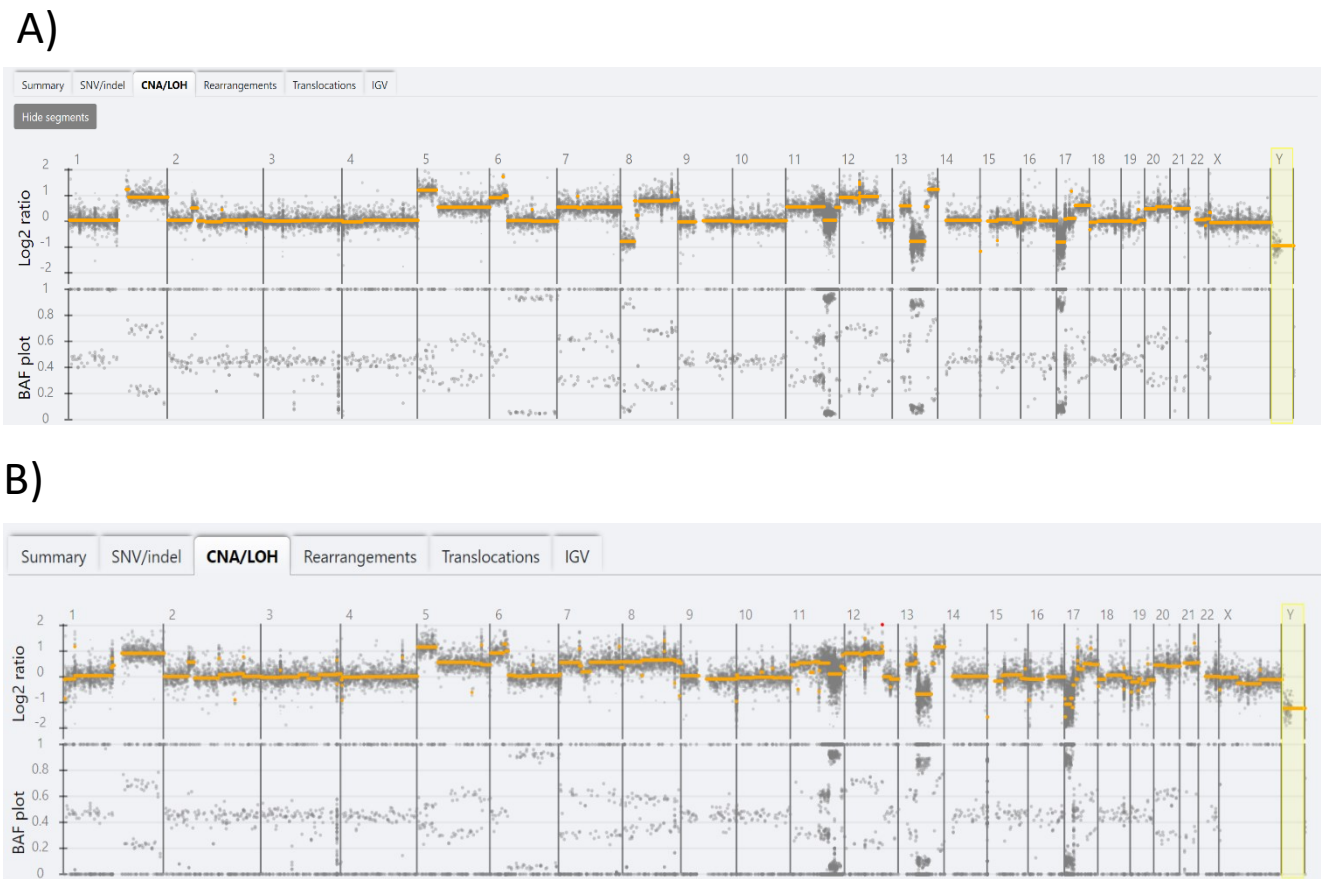 A)
Summary SNV/indel CNA/LOH Rearrangements Translocations IGV
Hide segments
1 2 3 4 5 6 7 8 9 10 11 12 13 14 15 16 17 18 19 20 21 22 X Y
Log2 ratio
2
1
0
-1
-2
BAF plot
1
0.8
0.6
0.4
0.2
0
B)
Summary SNV/indel CNA/LOH Rearrangements Translocations IGV
1 2 3 4 5 6 7 8 9 10 11 12 13 14 15 16 17 18 19 20 21 22 X Y
Log2 ratio
2
1
0
-1
-2
BAF plot
1
0.8
0.6
0.4
0.2
0